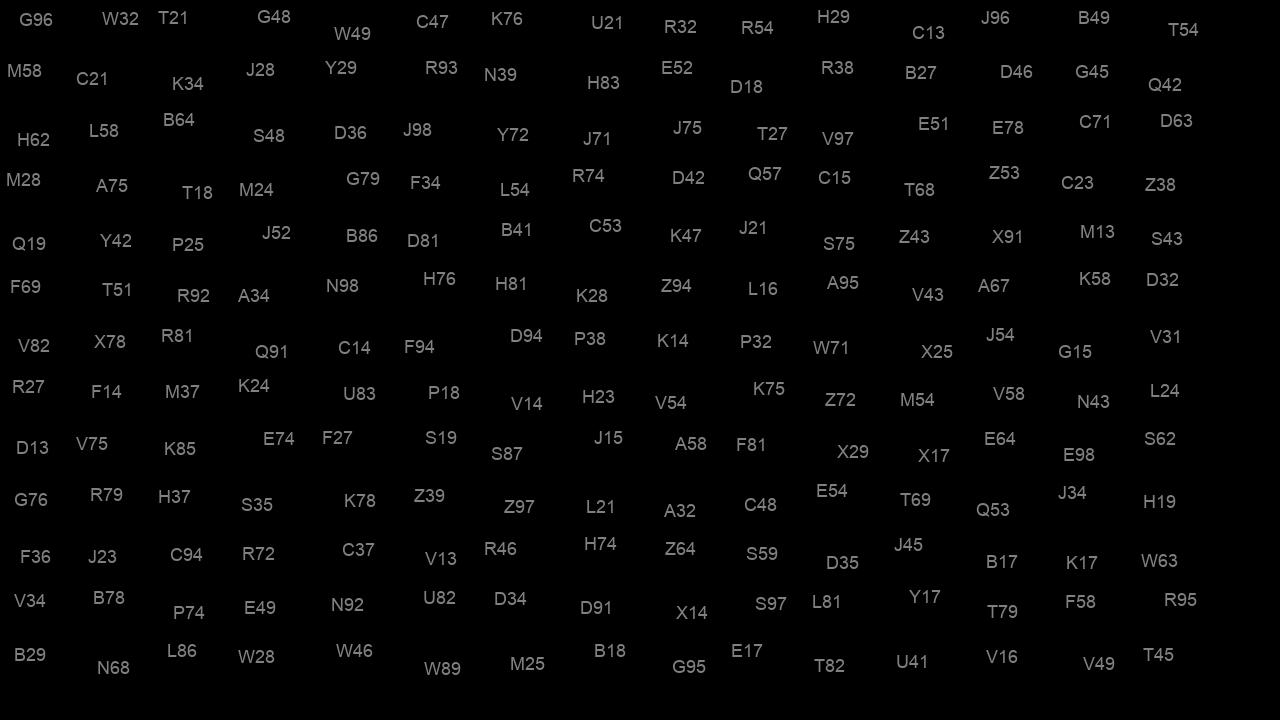 G96 W32 T21 G48 W49 C47 K76 U21 R32 R54 H29 C13 J96 B49 T54
M58 C21 K34 J28 Y29 R93 N39 H83 E52 D18 R38 B27 D46 G45 Q42
H62 L58 B64 S48 D36 J98 Y72 J71 J75 T27 V97 E51 E78 C71 D63
M28 A75 T18 M24 G79 F34 L54 R74 D42 Q57 C15 T68 Z53 C23 Z38
Q19 Y42 P25 J52 B86 D81 B41 C53 K47 J21 S75 Z43 X91 M13 S43
F69 T51 R92 A34 N98 H76 H81 K28 Z94 L16 A95 V43 A67 K58 D32
V82 X78 R81 Q91 C14 F94 D94 P38 K14 P32 W71 X25 J54 G15 V31
R27 F14 M37 K24 U83 P18 V14 H23 V54 K75 Z72 M54 V58 N43 L24
D13 V75 K85 E74 F27 S19 S87 J15 A58 F81 X29 X17 E64 E98 S62
G76 R79 H37 S35 K78 Z39 Z97 L21 A32 C48 E54 T69 Q53 J34 H19
F36 J23 C94 R72 C37 V13 R46 H74 Z64 S59 D35 J45 B17 K17 W63
V34 B78 P74 E49 N92 U82 D34 D91 X14 S97 L81 Y17 T79 F58 R95
B29 N68 L86 W28 W46 W89 M25 B18 G95 E17 T82 U41 V16 V49 T45